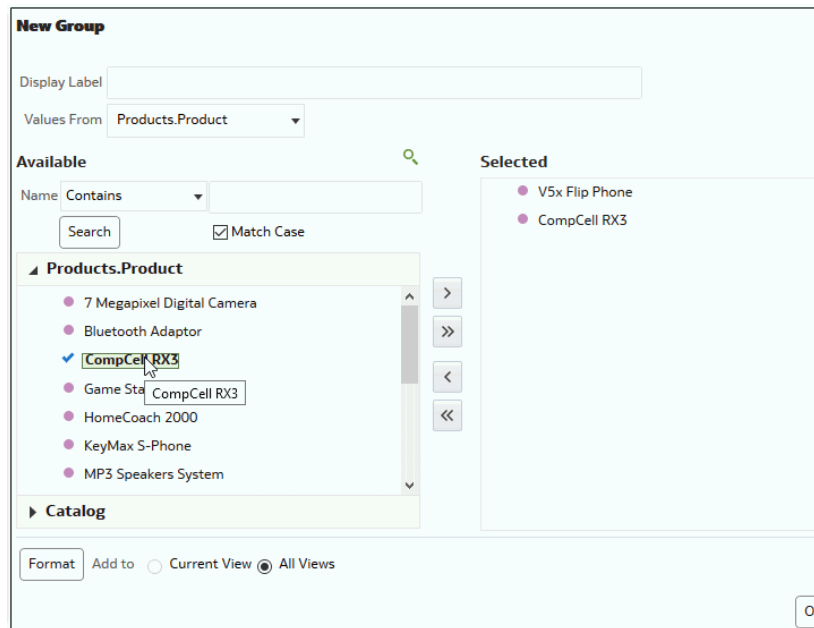 New Group
Display Label
Values From Products.Product
Available
Name Contains
Search Match Case
Products.Product
7 Megapixel Digital Camera
Bluetooth Adaptor
CompCell RX3
Game Sta
CompCell RX3
HomeCoach 2000
KeyMax S-Phone
MP3 Speakers System
Catalog
Selected
V5x Flip Phone
CompCell RX3
Format Add to Current View All Views
O